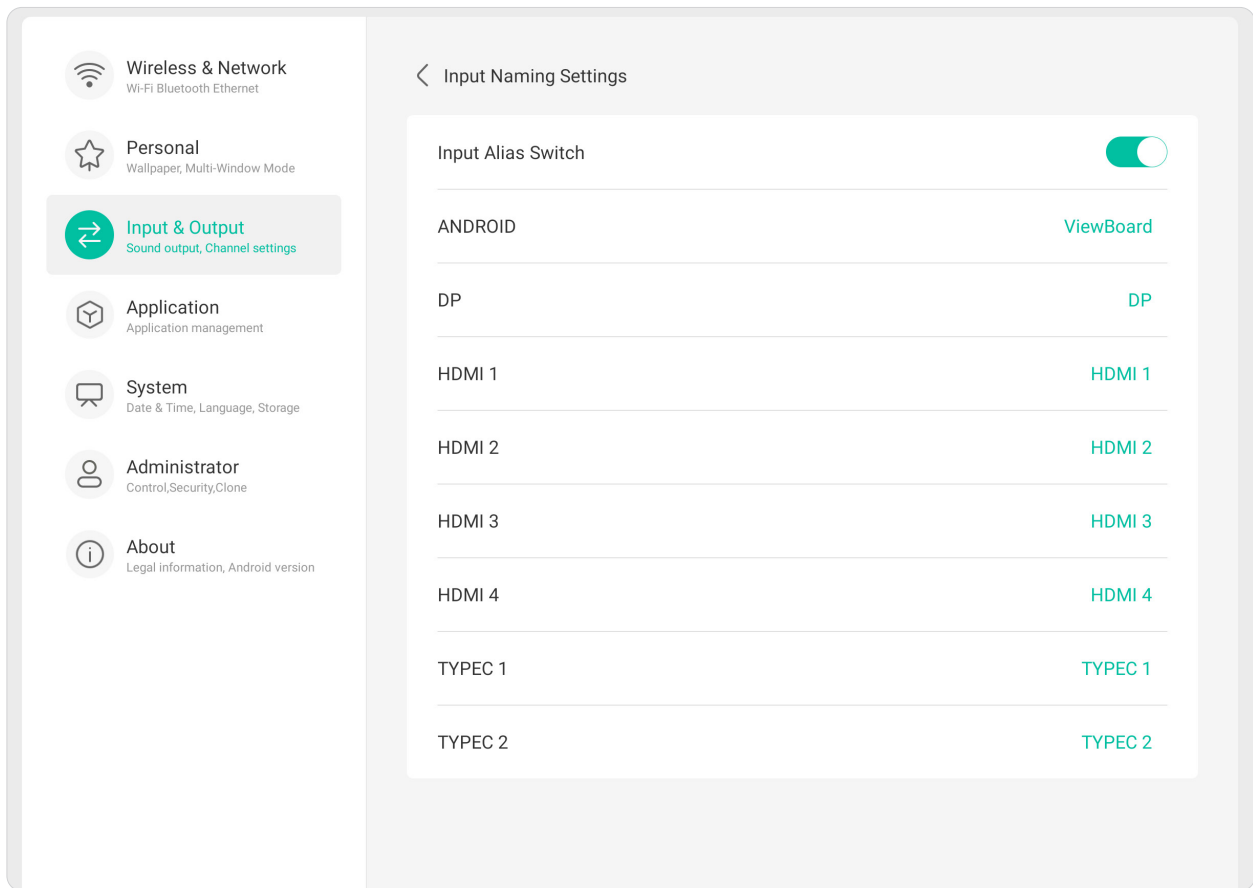 Wireless & Network
Wi-Fi Bluetooth Ethernet
Personal
Wallpaper, Multi-Window Mode
Input & Output
Sound output, Channel settings
Application
Application management
System
Date & Time, Language, Storage
Administrator
Control,Security,Clone
About
Legal information, Android version
Input Naming Settings
Input Alias Switch
ANDROID ViewBoard
DP DP
HDMI 1 HDMI 1
HDMI 2 HDMI 2
HDMI 3 HDMI 3
HDMI 4 HDMI 4
TYPEC 1 TYPEC 1
TYPEC 2 TYPEC 2